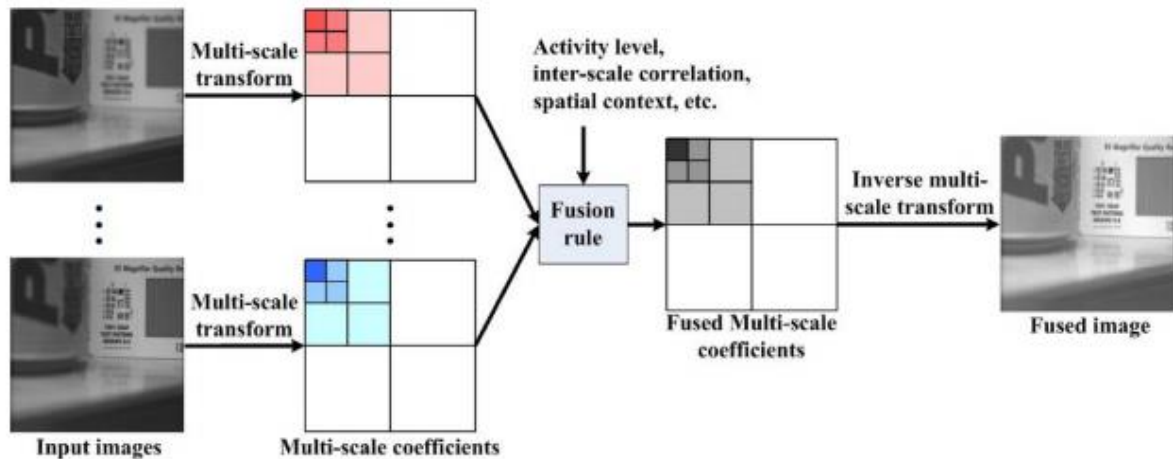 Multi-scale
transform
Activity level,
inter-scale correlation,
spatial context, etc.
Fusion
rule
Inverse multi-
scale transform
Multi-scale
transform
Fused Multi-scale
coefficients
Fused image
Input images
Multi-scale coefficients